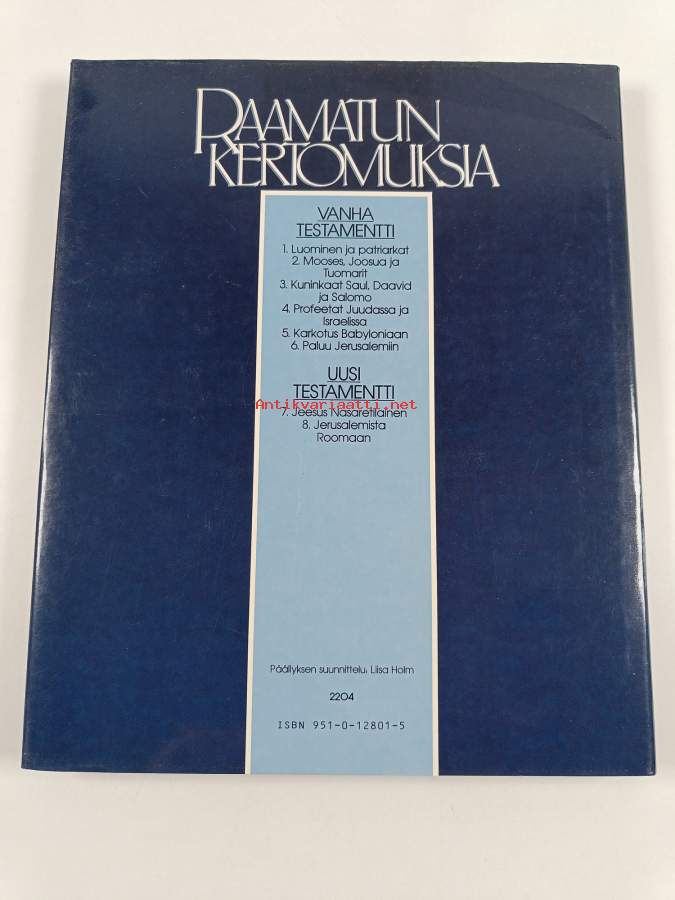 RAAMATUN
KERTOMUKSIA
VANHA
TESTAMENTTI
1. Luominen ja patriarkat
2. Mooses, Joosua ja
Tuomarit
3. Kuninkaat Saul, Daavid
ja Salomo
4. Profeetat Juudassa ja
Israelissa
5. Karkotus Babyloniaan
6. Paluu Jerusalemiin
UUSI
TESTAMENTTI
Antikvariaatti.net
7. Jeesus Nasaretilainen
8. Jerusalemista
Roomaan
Päällyksen suunnittelu: Liisa Holm
2204
ISBN 951-0-12801-5